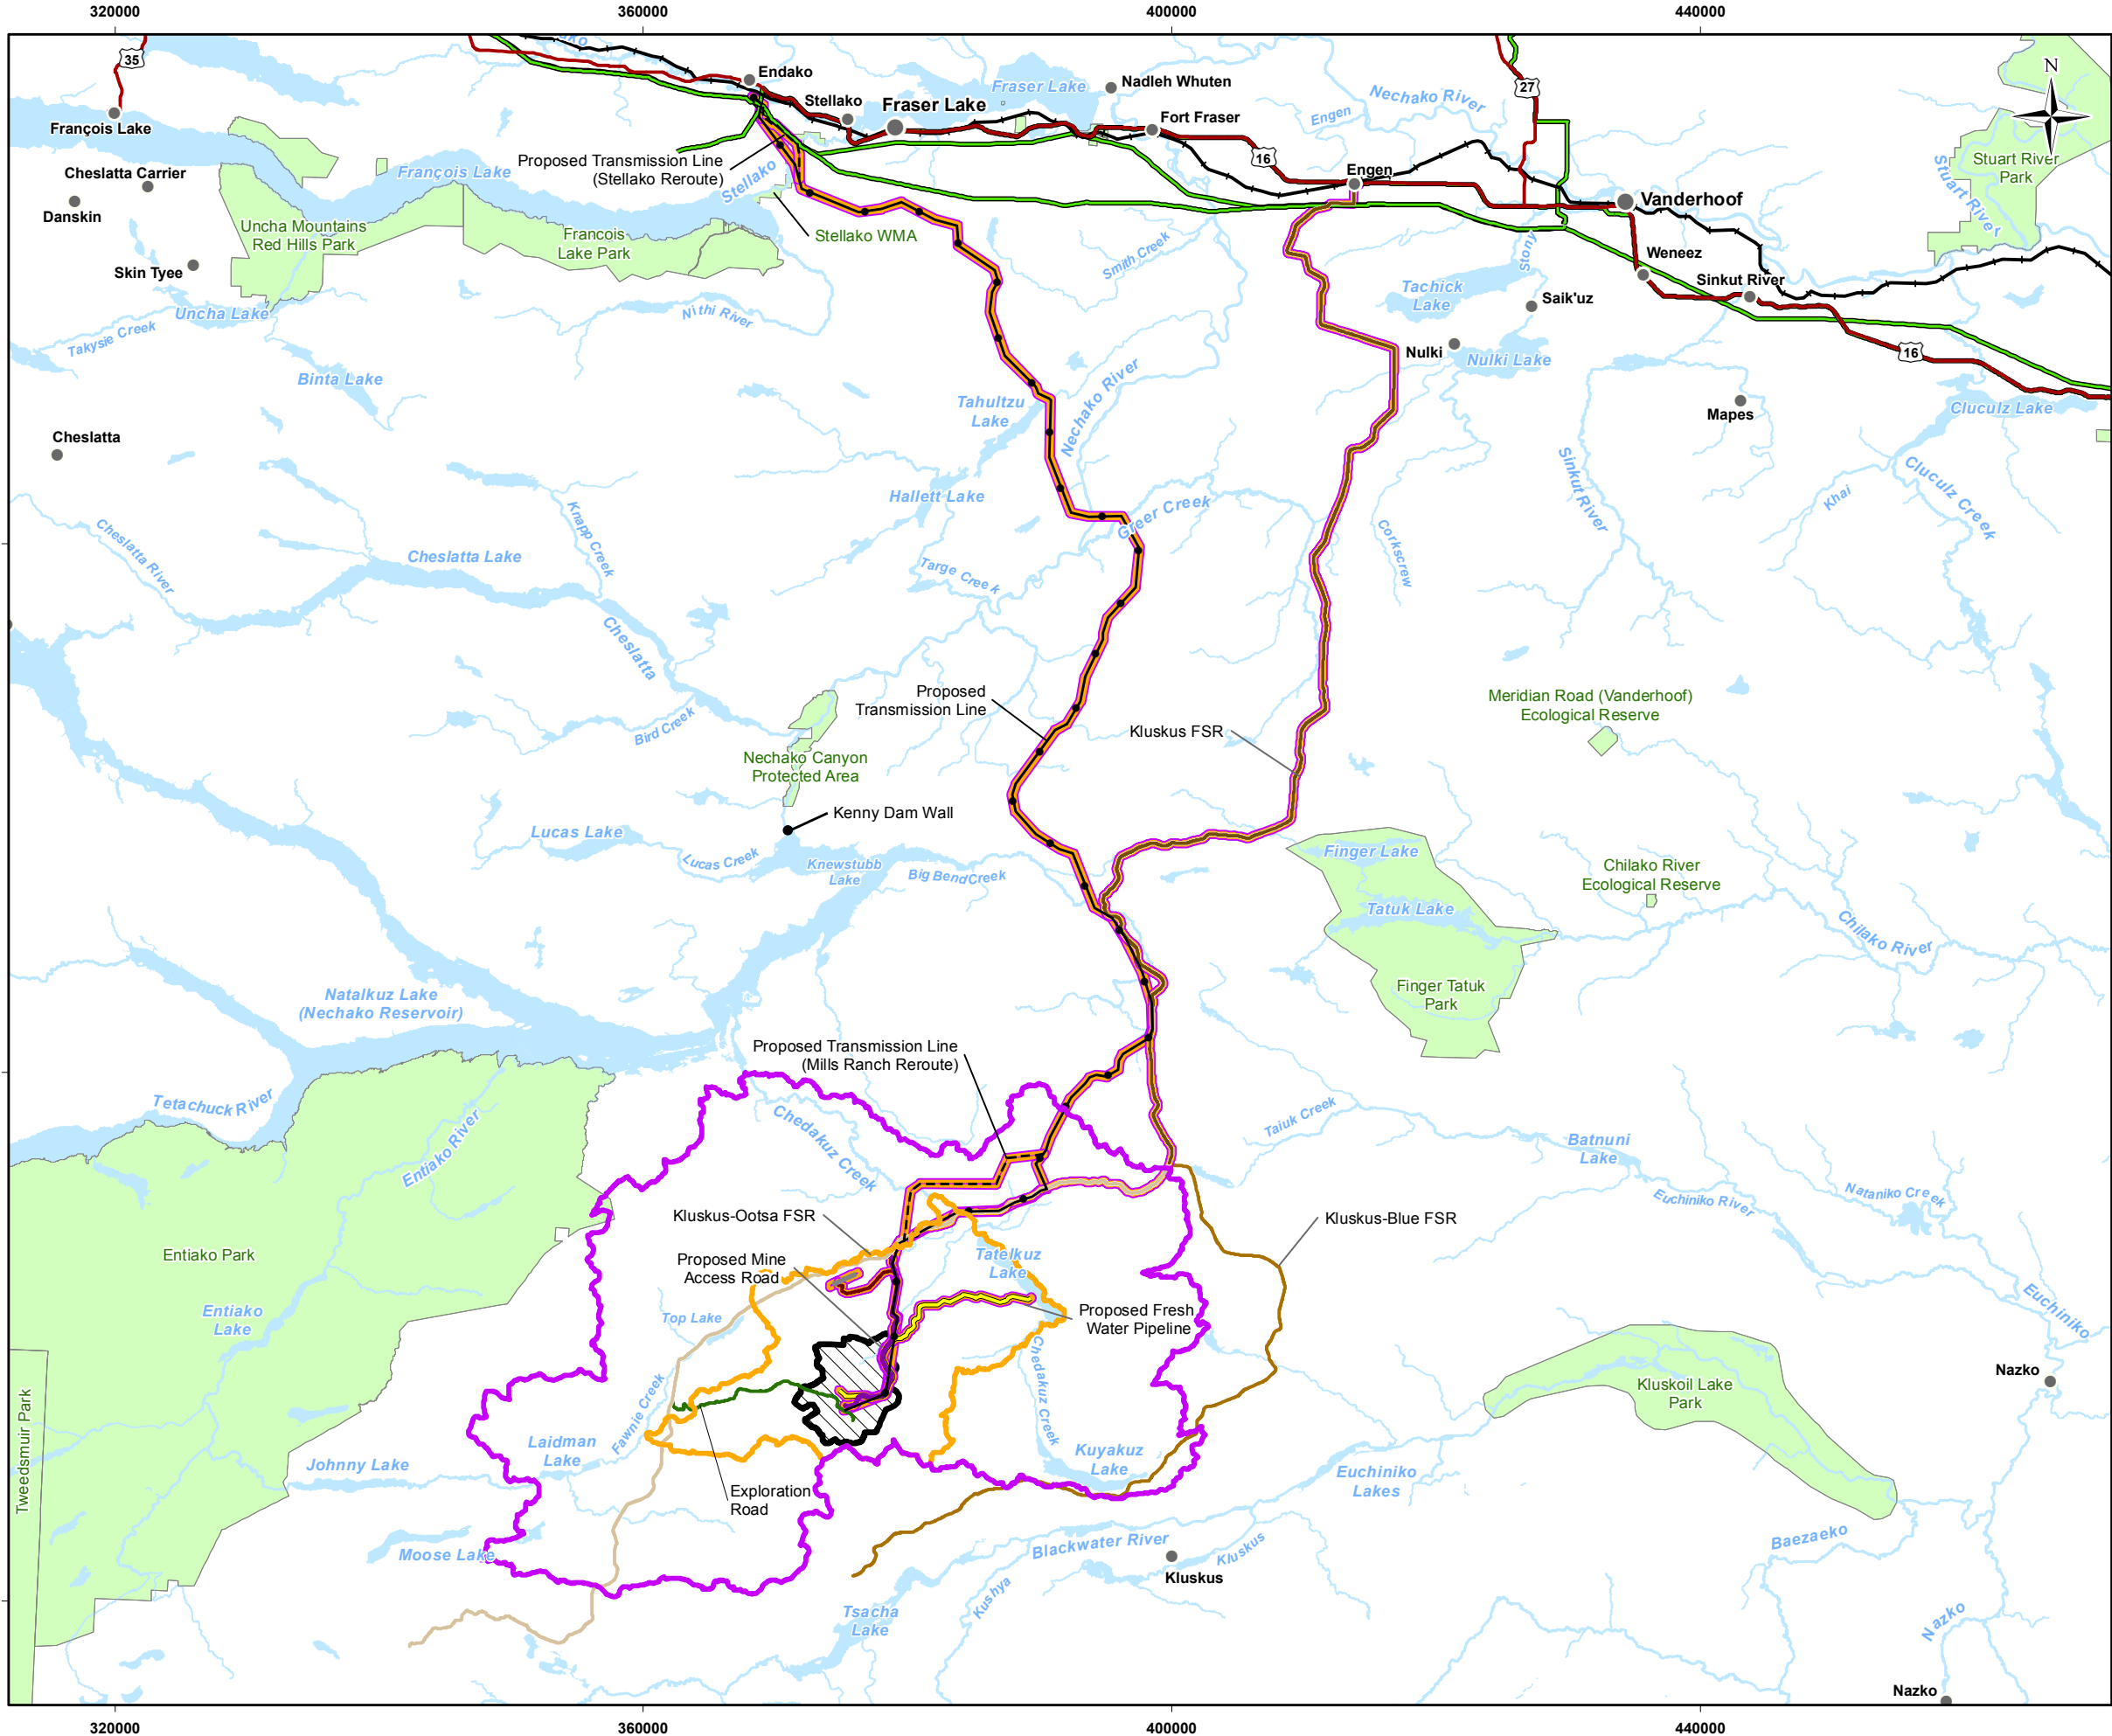 320000
360000
400000
440000
35
Endako
Nadleh Whuten
27
N
Fraser Lake
Stellako
Fraser Lake
Nechako River
Engen
Fort Fraser
François Lake
Proposed Transmission Line
(Stellako Reroute)
16
Stuart River
Park
Stuart River
Cheslatta Carrier
François Lake
Stellako
Engen
Danskin
Vanderhoof
Uncha Mountains
Red Hills Park
Francois
Lake Park
Stellako WMA
Smith Creek
Stony
Weneez
Skin Tyee
Sinkut River
Tachick
Lake
Saik'uz
Uncha Lake
Nithi River
Takysie Creek
Nulki
Nulki Lake
16
Binta Lake
Nechako River
Tahultzu
Lake
Mapes
Cluculz Lake
Cheslatta
Sinkut River
Cluculz Creek
Hallett Lake
Khai
Greer Creek
Knapp Creek
Cheslatta River
Corkscrew
Cheslatta Lake
Targe Creek
Cheslatta
Proposed
Transmission Line
Meridian Road (Vanderhoof)
Ecological Reserve
Bird Creek
Kluskus FSR
Nechako Canyon
Protected Area
Kenny Dam Wall
Lucas Lake
Lucas Creek
Knewstubb
Lake
Big Bend Creek
Finger Lake
Chilako River
Ecological Reserve
Tatuk Lake
Chilako River
Natalkuz Lake
(Nechako Reservoir)
Finger Tatuk
Park
Proposed Transmission Line
(Mills Ranch Reroute)
Tetachuck River
Chedakuz Creek
Entiako River
Taiuk Creek
Batnuni
Lake
Euchiniko River
Nataniko Creek
Kluskus-Ootsa FSR
Kluskus-Blue FSR
Entiako Park
Proposed Mine
Access Road
Tatelkuz
Lake
Entiako
Lake
Top Lake
Proposed Fresh
Water Pipeline
Euchiniko
Chedakuz Creek
Nazko
Kluskoil Lake
Park
Tweedsmuir Park
Fawnie Creek
Laidman
Lake
Johnny Lake
Kuyakuz
Lake
Euchiniko
Lakes
Exploration
Road
Moose Lake
Blackwater River
Kluskus
Baezaeko
Kluskus
Kushya
Tsacha
Lake
Nazko
Nazko
320000
360000
400000
440000